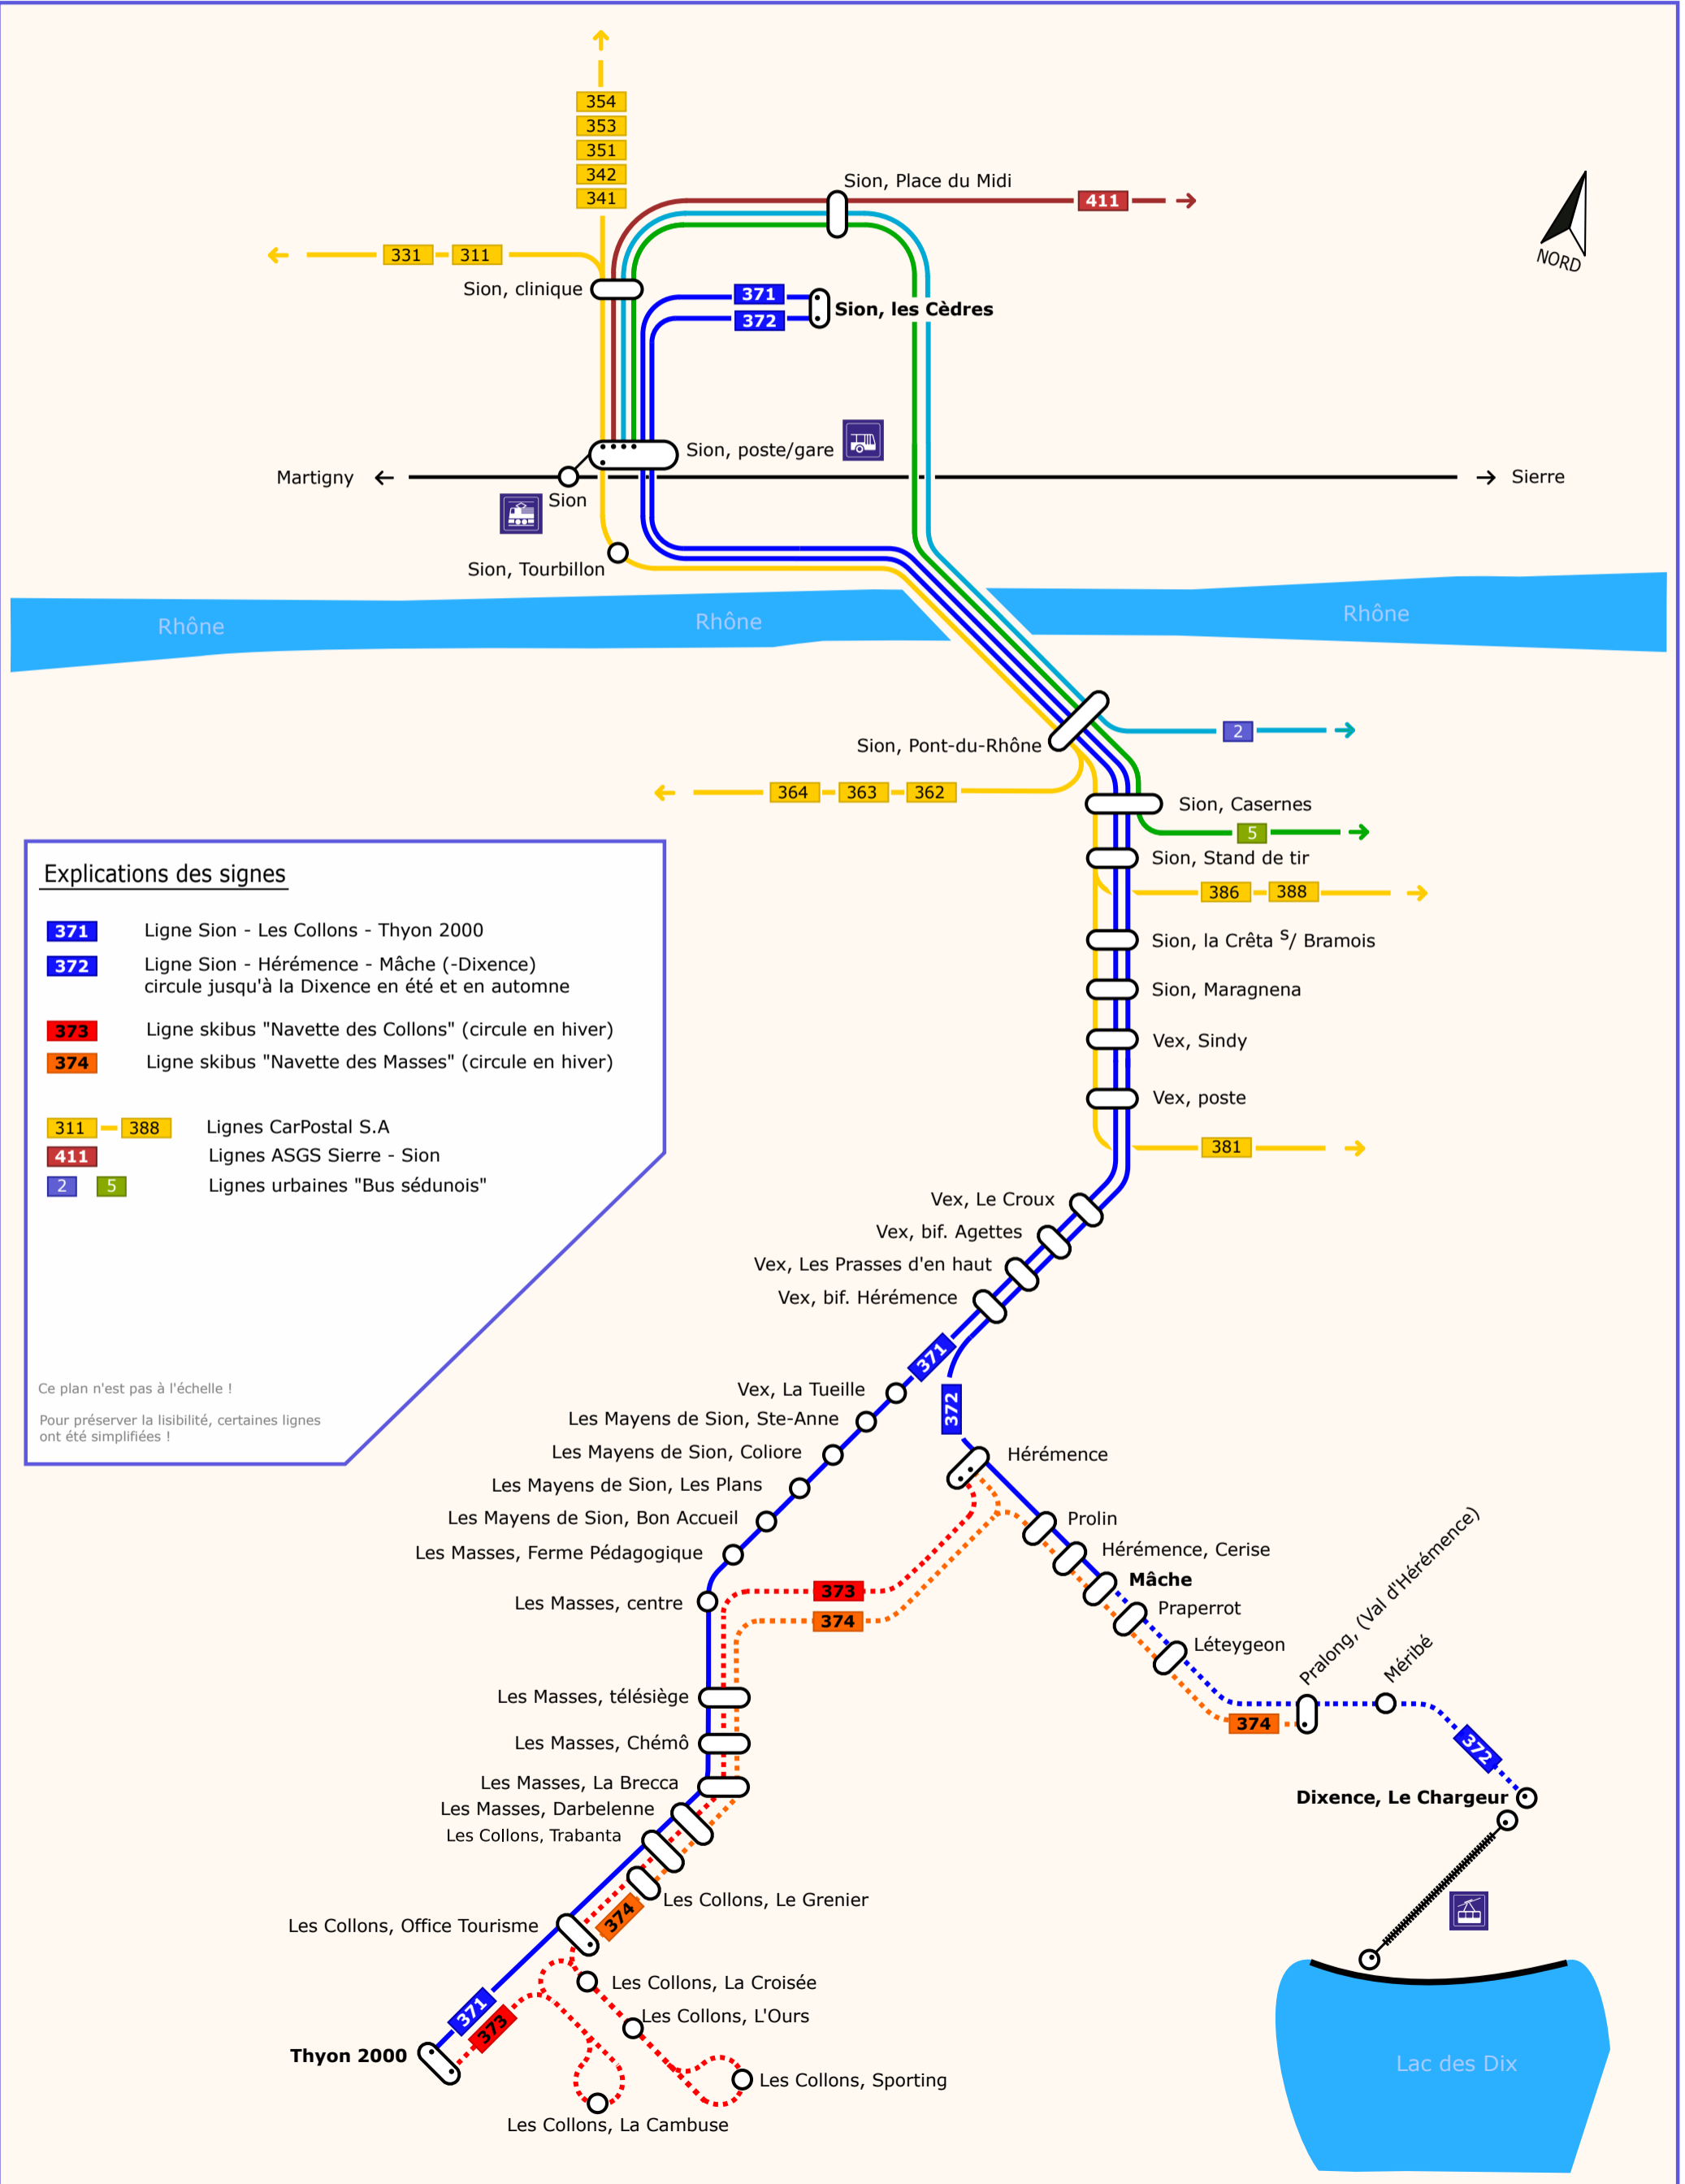 354
353
351
342
341
Sion, Place du Midi
411
NORD
331
311
Sion, clinique
371
372
Sion, les Cèdres
Sion, poste/gare
Martigny
Sierre
Sion
Sion, Tourbillon
Rhône
Rhône
Rhône
2
Sion, Pont-du-Rhône
364
363
362
Sion, Casernes
5
Sion, Stand de tir
386
388
Sion, la Crêta s/ Bramois
Sion, Maragnena
Vex, Sindy
Vex, poste
381
Explications des signes
371 Ligne Sion - Les Collons - Thyon 2000
372 Ligne Sion - Hérémence - Mâche (-Dixence)
circule jusqu'à la Dixence en été et en automne
373 Ligne skibus "Navette des Collons" (circule en hiver)
374 Ligne skibus "Navette des Masses" (circule en hiver)
311 388 Lignes CarPostal S.A
411 Lignes ASGS Sierre - Sion
2 5 Lignes urbaines "Bus sédunois"
Ce plan n'est pas à l'échelle !
Pour préserver la lisibilité, certaines lignes
ont été simplifiées !
Vex, Le Croux
Vex, bif. Agettes
Vex, Les Prasses d'en haut
Vex, bif. Hérémence
371
372
Vex, La Tueille
Les Mayens de Sion, Ste-Anne
Les Mayens de Sion, Coliore
Les Mayens de Sion, Les Plans
Les Mayens de Sion, Bon Accueil
Les Masses, Ferme Pédagogique
Les Masses, centre
Hérémence
Prolin
Hérémence, Cerise
Mâche
Praperrot
Léteygeon
Pralong, (Val d'Hérémence)
Méribé
373
374
374
372
Dixence, Le Chargeur
Les Masses, télésiège
Les Masses, Chémô
Les Masses, La Brecca
Les Masses, Darbelenne
Les Collons, Trabanta
Les Collons, Le Grenier
374
Les Collons, Office Tourisme
Les Collons, La Croisée
Les Collons, L'Ours
371
373
Thyon 2000
Les Collons, Sporting
Les Collons, La Cambuse
Lac des Dix